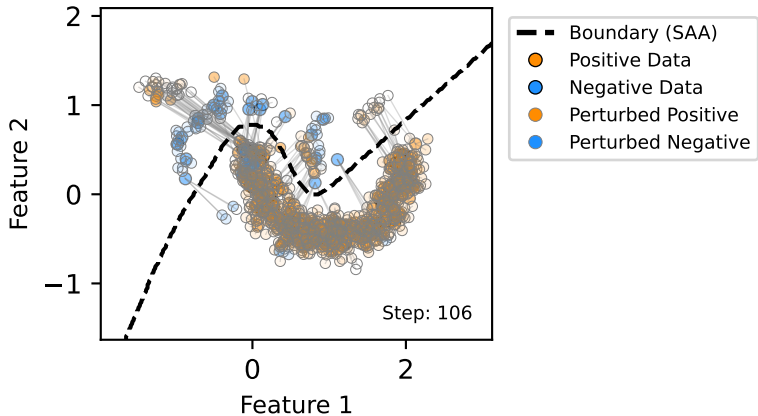 2
1
0
−1
0
2
Feature 2
Feature 1
Step: 106
Boundary (SAA)
Positive Data
Negative Data
Perturbed Positive
Perturbed Negative